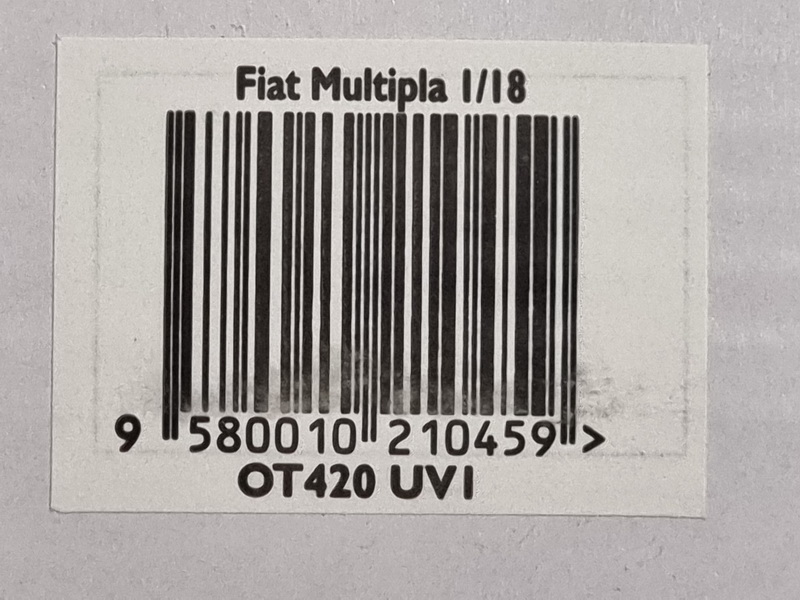 Fiat Multipla 1/18
9 580010 210459 >
OT420 UV1